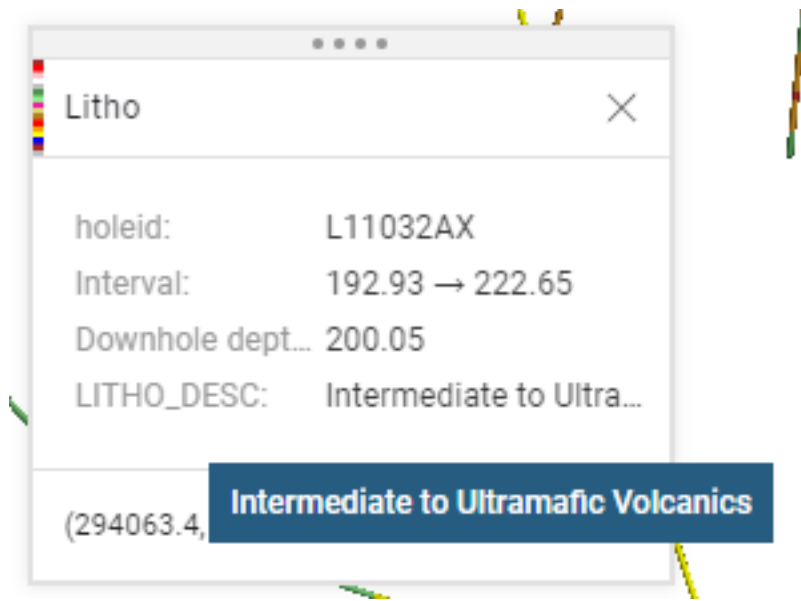 Litho
holeid: L11032AX
Interval: 192.93 → 222.65
Downhole dept... 200.05
LITHO_DESC: Intermediate to Ultra...
(294063.4,
Intermediate to Ultramafic Volcanics